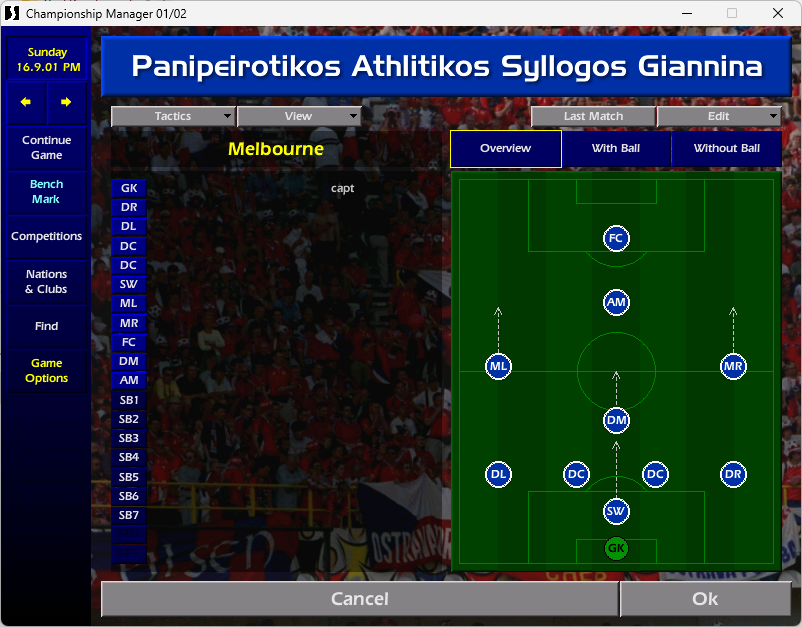 Championship Manager 01/02
Sunday
16.9.01 PM
Continue
Game
Bench
Mark
Competitions
Nations
& Clubs
Find
Game
Options
Panipeirotikos Athlitikos Syllogos Giannina
Tactics
View
Last Match
Edit
Melbourne
Overview
With Ball
Without Ball
GK
capt
DR
DL
DC
DC
SW
ML
MR
FC
DM
AM
SB1
SB2
SB3
SB4
SB5
SB6
SB7
FC
AM
ML
MR
DM
DL
DC
DC
DR
SW
GK
OSTRAVA
Cancel
Ok